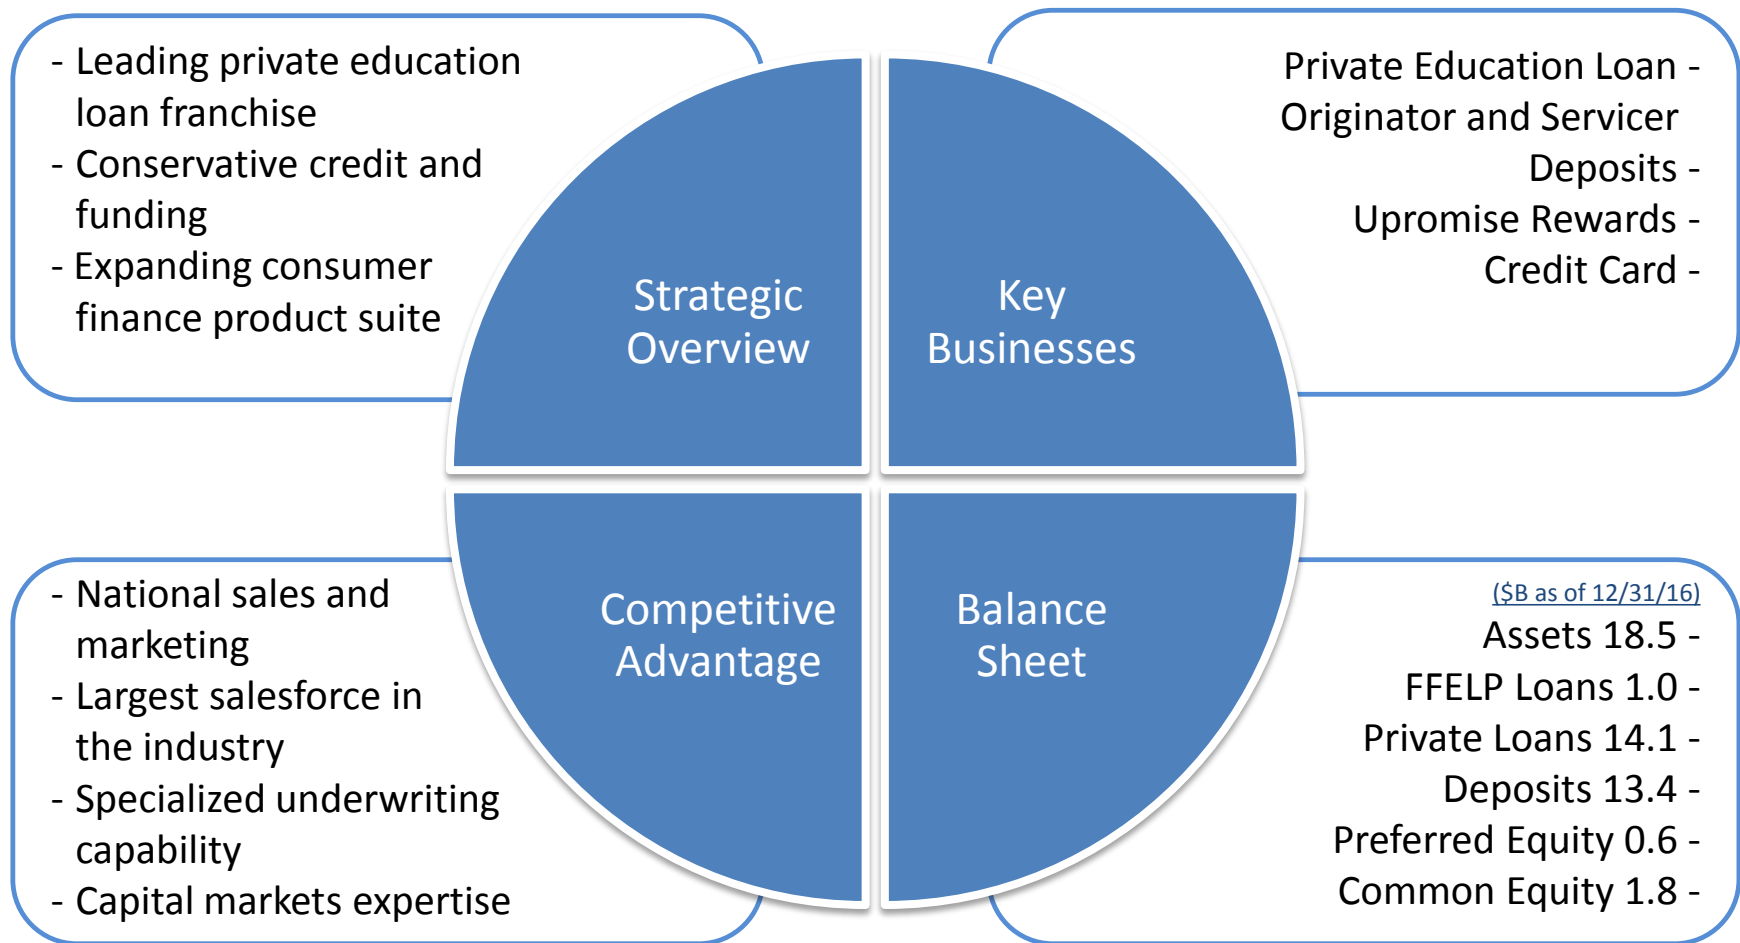 - Leading private education
loan franchise
- Conservative credit and
funding
- Expanding consumer
finance product suite
Strategic
Overview
Key
Businesses
Private Education Loan -
Originator and Servicer
Deposits -
Upromise Rewards -
Credit Card -
- National sales and
marketing
- Largest salesforce in
the industry
- Specialized underwriting
capability
- Capital markets expertise
Competitive
Advantage
Balance
Sheet
($B as of 12/31/16)
Assets 18.5 -
FFELP Loans 1.0 -
Private Loans 14.1 -
Deposits 13.4 -
Preferred Equity 0.6 -
Common Equity 1.8 -